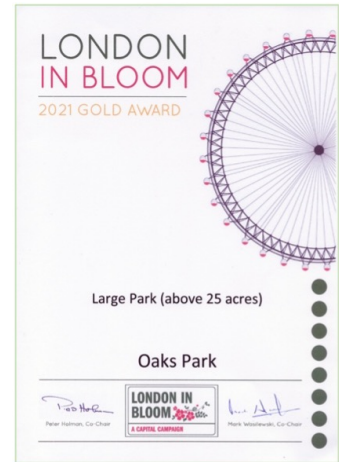 LONDON
IN BLOOM
2021 GOLD AWARD
Large Park (above 25 acres)
Oaks Park
Peter Holman, Co-Chair
LONDON IN
BLOOM
A CAPITAL CAMPAIGN
Mark Wasilewski, Co-Chair